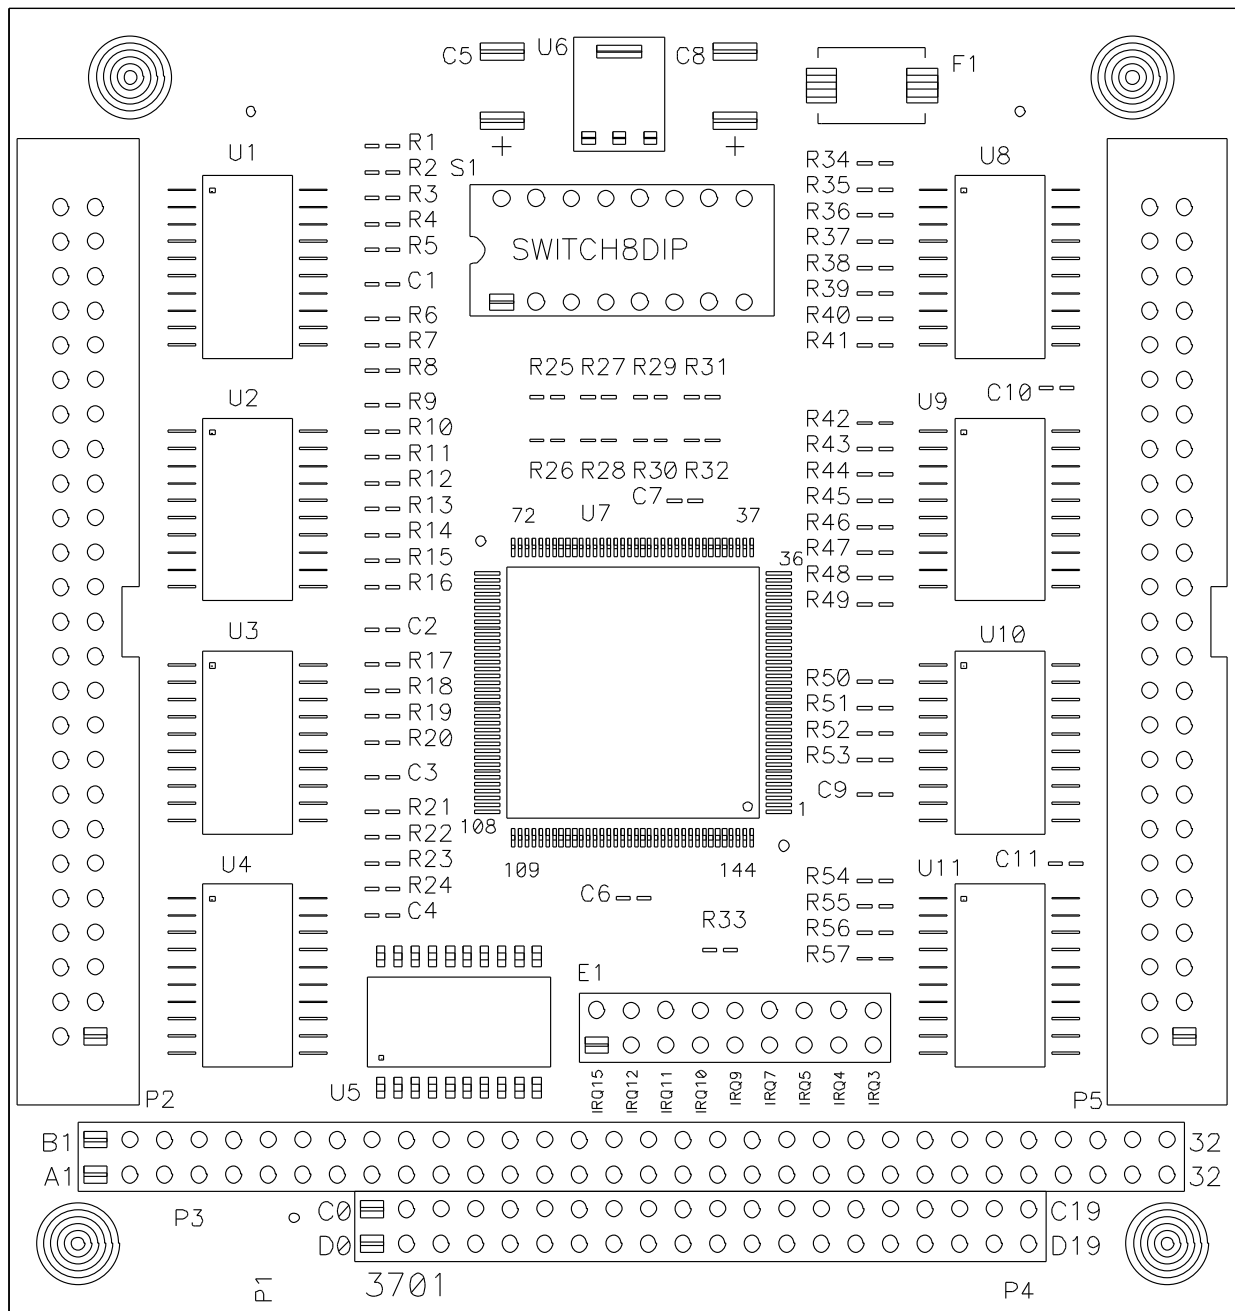 C5
U6
C8
F1
U1
R1
R2
R3
R4
R5
C1
R6
R7
R8
R9
R10
R11
R12
R13
R14
R15
R16
C2
R17
R18
R19
R20
C3
R21
R22
R23
R24
C4
U2
U3
U4
S1
SWITCH8DIP
R25 R27 R29 R31
R26 R28 R30 R32
C7
72
U7
37
36
1
108
109
144
C6
R33
E1
U5
IRQ15
IRQ12
IRQ11
IRQ10
IRQ9
IRQ7
IRQ5
IRQ4
IRQ3
R34
R35
R36
R37
R38
R39
R40
R41
R42
R43
R44
R45
R46
R47
R48
R49
R50
R51
R52
R53
C9
R54
R55
R56
R57
U8
C10
U9
U10
C11
U11
P2
P5
B1
32
A1
32
P3
C0
C19
D0
D19
P1
3701
P4